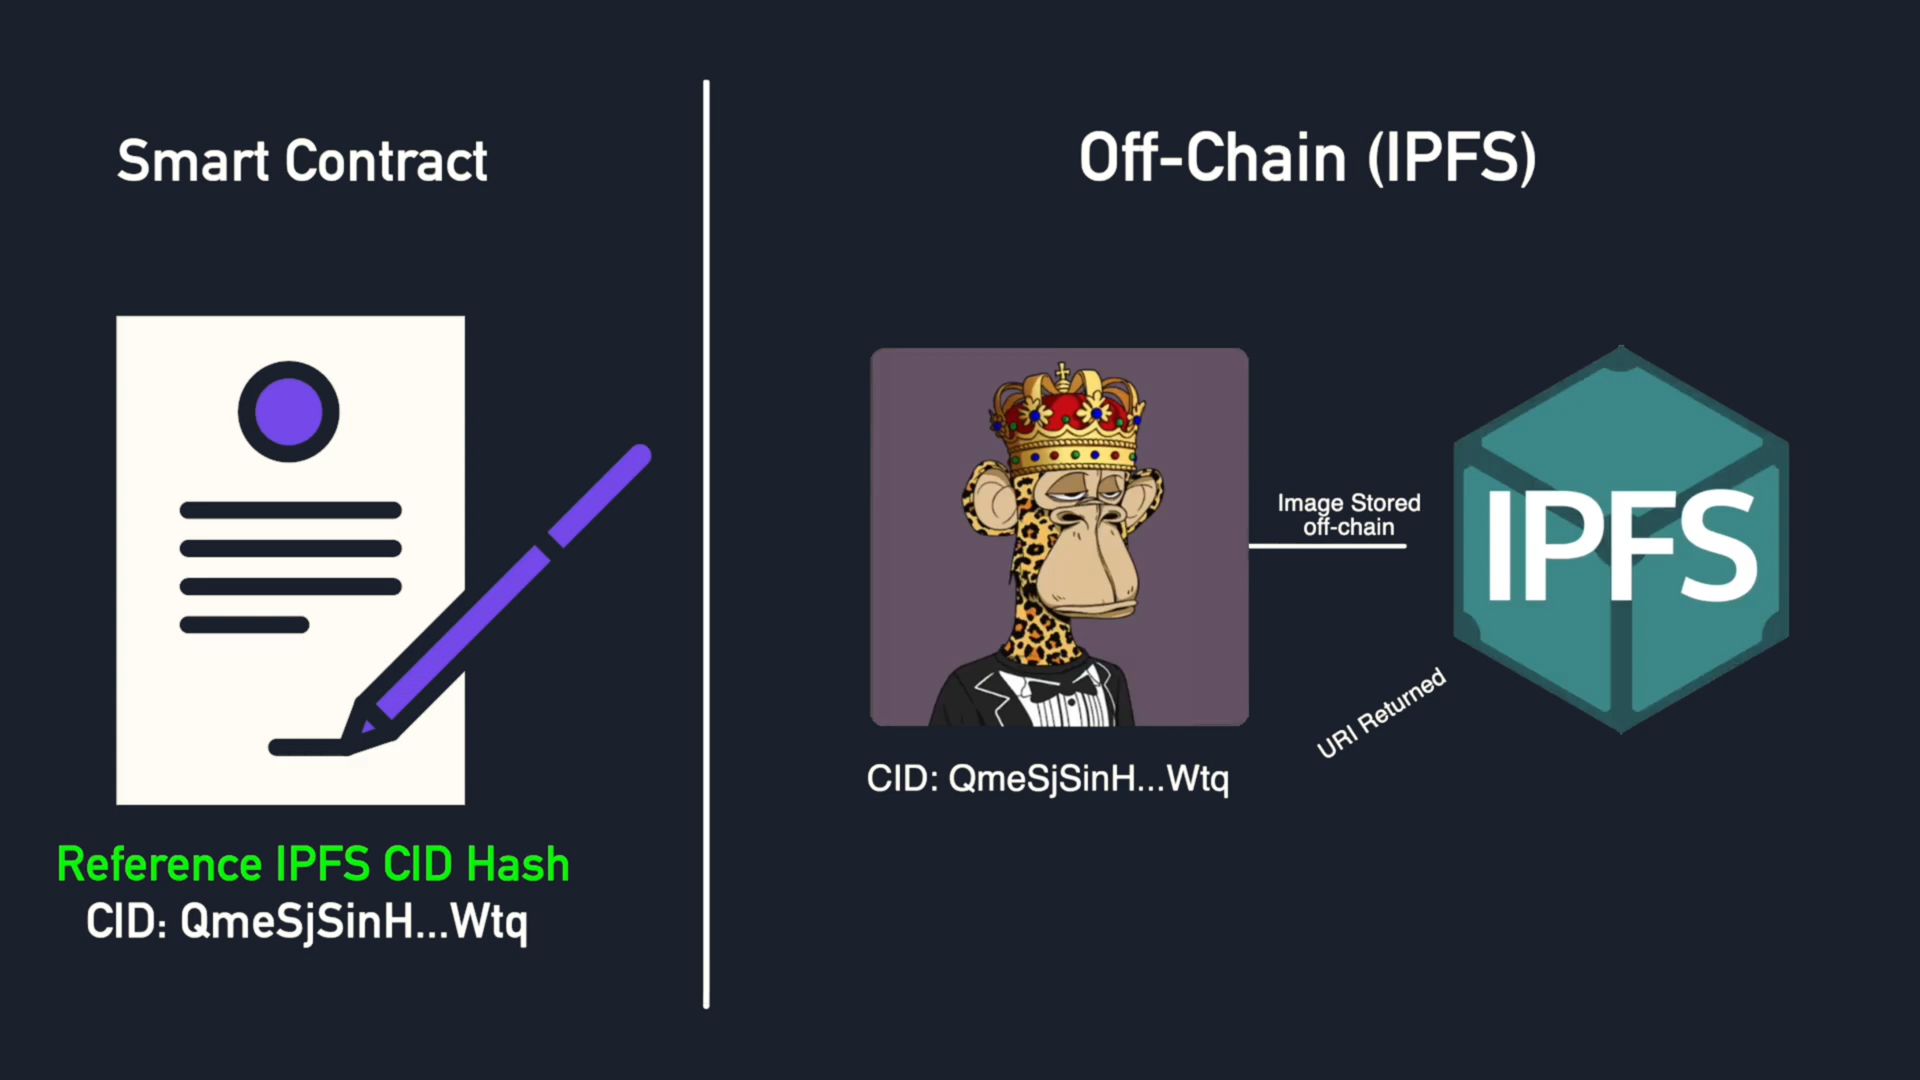 Smart Contract
Off-Chain (IPFS)
Image Stored
off-chain
IPFS
URI Returned
CID: QmeSjSinH...Wtq
Reference IPFS CID Hash
CID: QmeSjSinH...Wtq